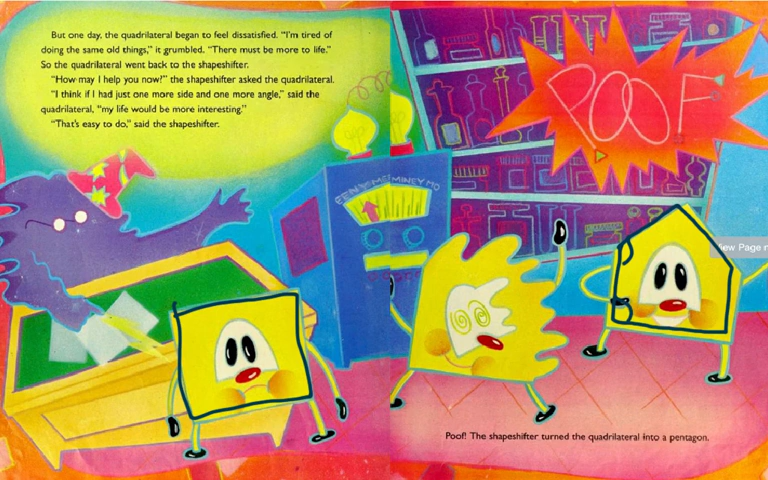 But one day, the quadrilateral began to feel dissatisfied. “I’m tired of
doing the same old things,” it grumbled. “There must be more to life.”
So the quadrilateral went back to the shapeshifter.
“How may I help you now?” the shapeshifter asked the quadrilateral.
“I think if I had just one more side and one more angle,” said the
quadrilateral, “my life would be more interesting.”
“That’s easy to do,” said the shapeshifter.
POOF
MINEY MO
View Page
Poof! The shapeshifter turned the quadrilateral into a pentagon.